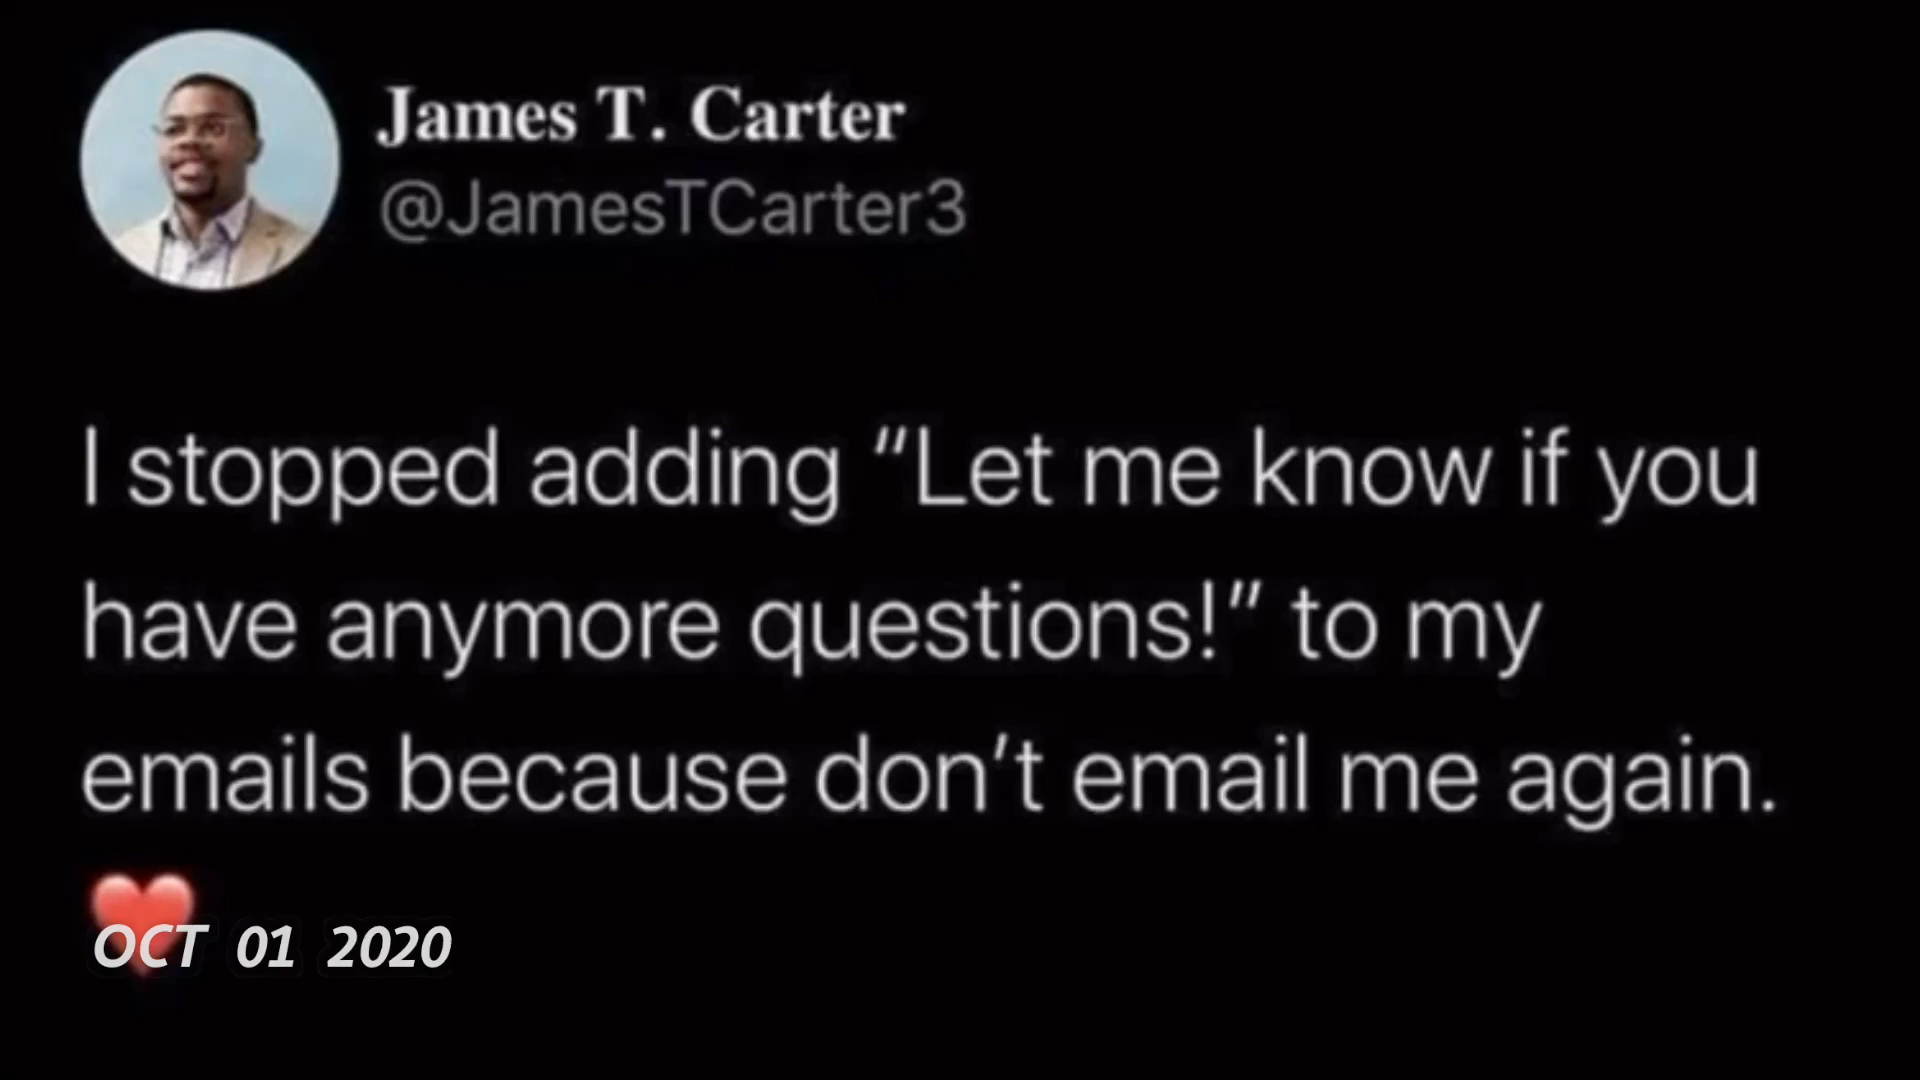 James T. Carter
@JamesTCarter3
I stopped adding “Let me know if you
have anymore questions!” to my
emails because don’t email me again.
❤️
OCT 01 2020